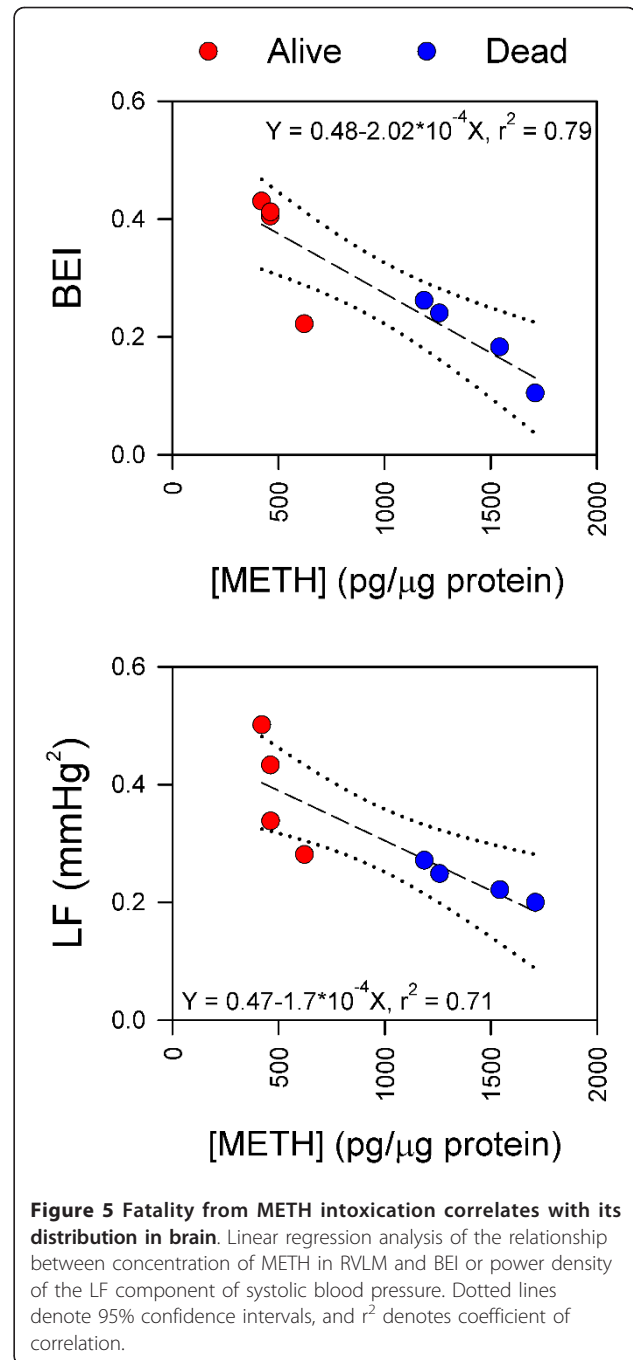 Alive Dead
0.6
Y = 0.48-2.02*10⁻⁴X, r² = 0.79
0.4
BEI
0.2
0.0
0 500 1000 1500 2000
[METH] (pg/μg protein)
0.6
0.4
LF (mmHg²)
0.2
Y = 0.47-1.7*10⁻⁴X, r² = 0.71
0.0
0 500 1000 1500 2000
[METH] (pg/μg protein)
Figure 5 Fatality from METH intoxication correlates with its
distribution in brain. Linear regression analysis of the relationship
between concentration of METH in RVLM and BEI or power density
of the LF component of systolic blood pressure. Dotted lines
denote 95% confidence intervals, and r² denotes coefficient of
correlation.